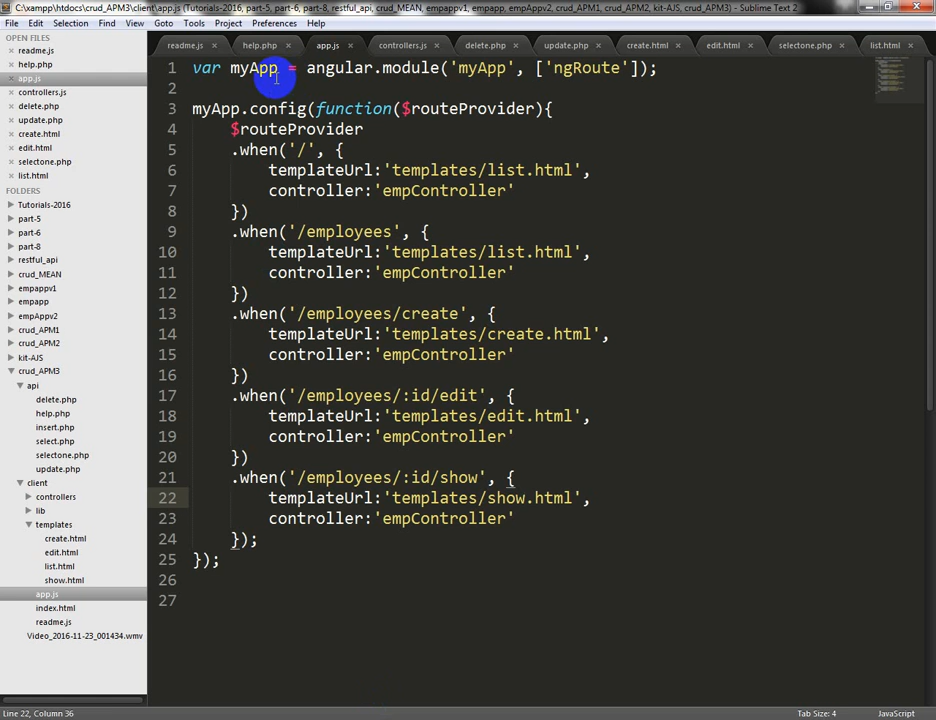 C:\xampp\htdocs\crud_APM3\client\app.js (Tutorials-2016, part-5, part-6, part-8, restful_api, crud_MEAN, empappv1, empapp, empAppv2, crud_APM1, crud_APM2, kit-AJS, crud_APM3) - Sublime Text 2
File Edit Selection Find View Goto Tools Project Preferences Help
OPEN FILES
× readme.js
× help.php
× app.js
× controllers.js
× delete.php
× update.php
× create.html
× edit.html
× selectone.php
× list.html
FOLDERS
Tutorials-2016
part-5
part-6
part-8
restful_api
crud_MEAN
empappv1
empapp
empAppv2
crud_APM1
crud_APM2
kit-AJS
crud_APM3
api
delete.php
help.php
insert.php
select.php
selectone.php
update.php
client
controllers
lib
templates
create.html
edit.html
list.html
show.html
app.js
index.html
readme.js
Video_2016-11-23_001434.wmv
readme.js × help.php × app.js × controllers.js × delete.php × update.php × create.html × edit.html × selectone.php × list.html ×
1 var myApp = angular.module('myApp', ['ngRoute']);
2
3 myApp.config(function($routeProvider){
4 $routeProvider
5 .when('/', {
6 templateUrl:'templates/list.html',
7 controller:'empController'
8 })
9 .when('/employees', {
10 templateUrl:'templates/list.html',
11 controller:'empController'
12 })
13 .when('/employees/create', {
14 templateUrl:'templates/create.html',
15 controller:'empController'
16 })
17 .when('/employees/:id/edit', {
18 templateUrl:'templates/edit.html',
19 controller:'empController'
20 })
21 .when('/employees/:id/show', {
22 templateUrl:'templates/show.html',
23 controller:'empController'
24 });
25 });
26
27
Line 22, Column 36 Tab Size: 4 JavaScript